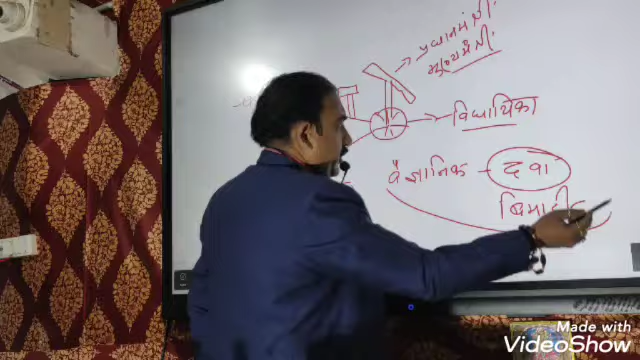 प्रधानमंत्री
मुख्यमंत्री
विधायिका
वैज्ञानिक - दवा
Made with
VideoShow